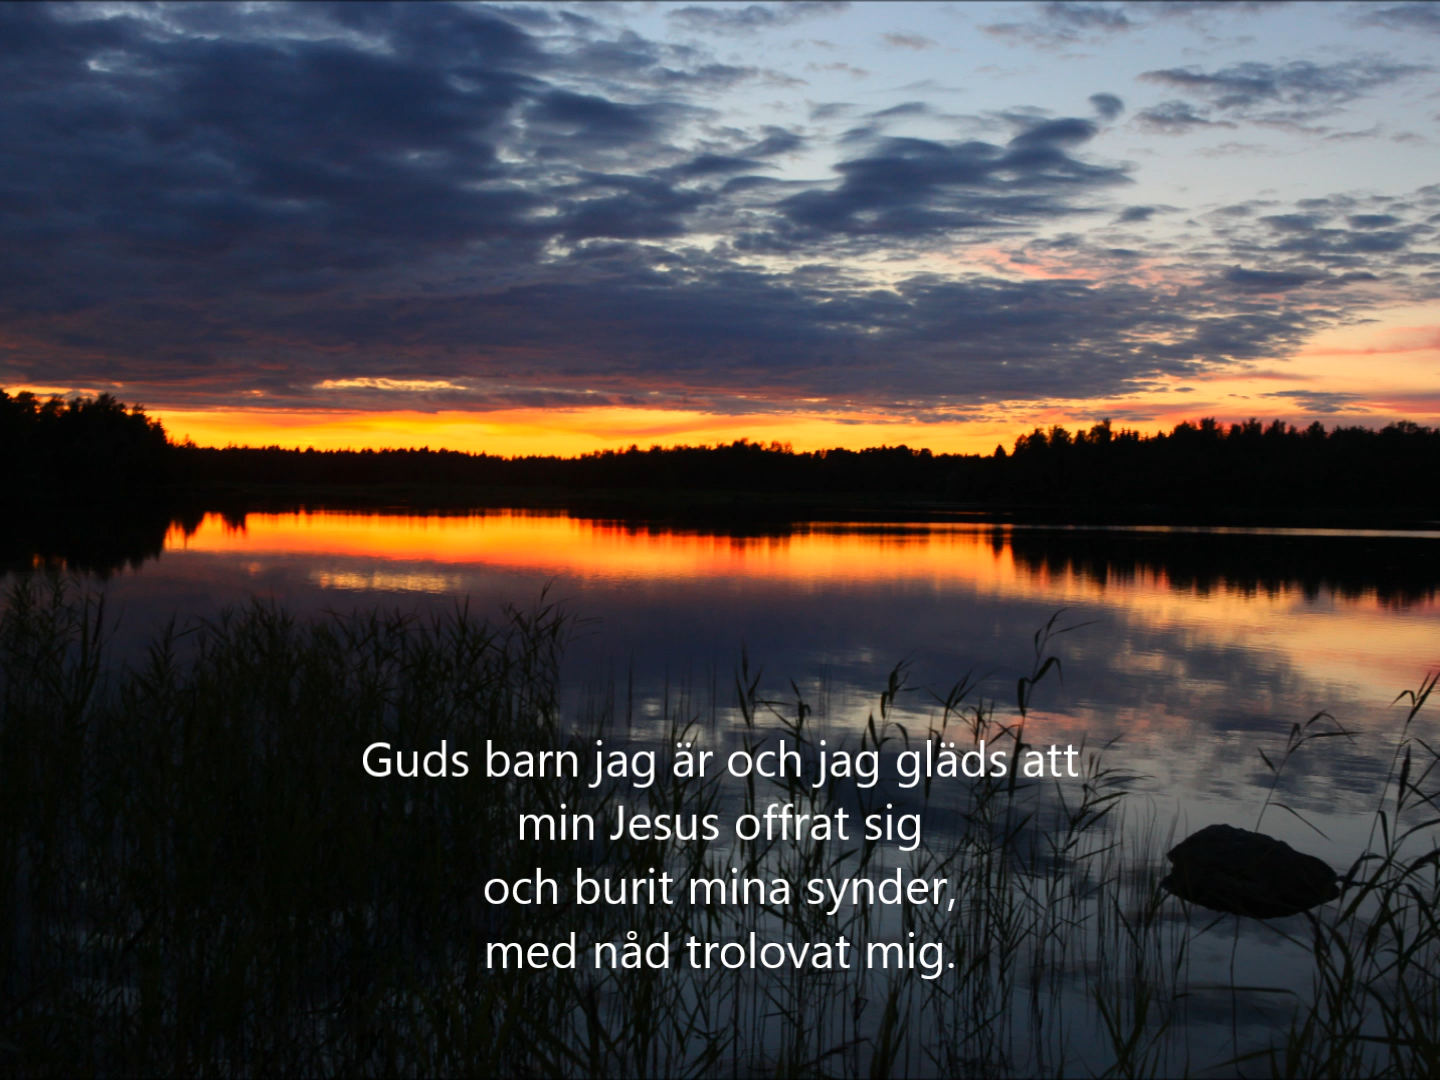 Guds barn jag är och jag gläds att
min Jesus offrat sig
och burit mina synder,
med nåd trolovat mig.